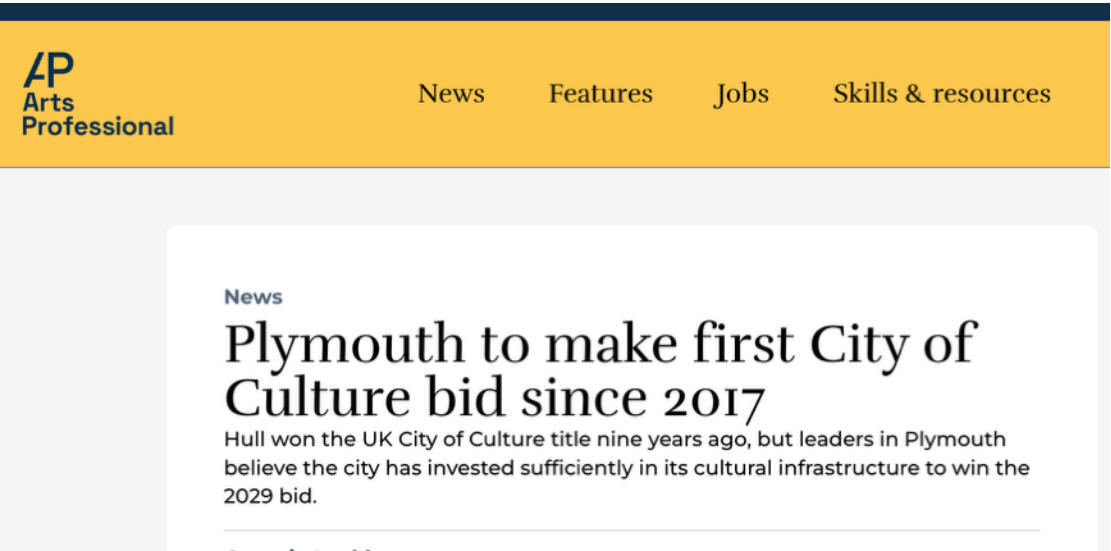 AP
Arts
Professional
News Features Jobs Skills & resources
News
Plymouth to make first City of
Culture bid since 2017
Hull won the UK City of Culture title nine years ago, but leaders in Plymouth
believe the city has invested sufficiently in its cultural infrastructure to win the
2029 bid.